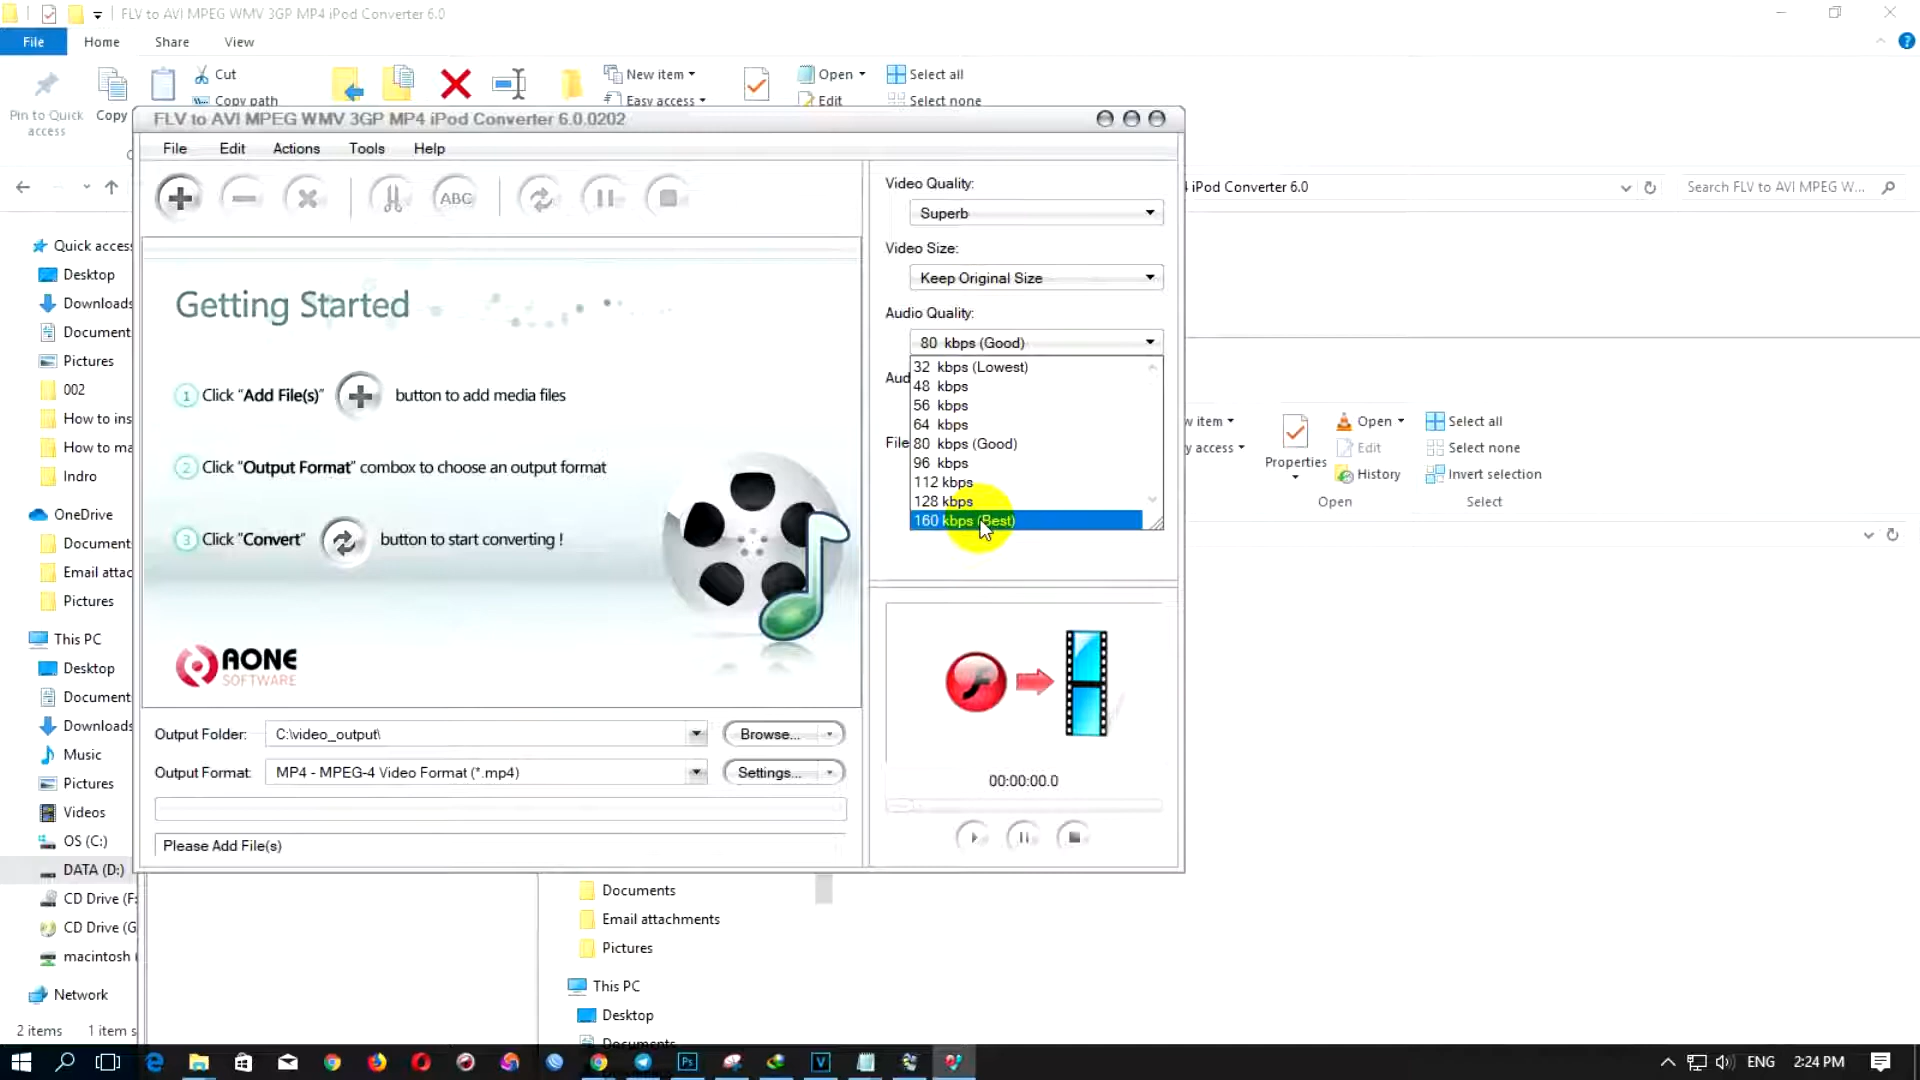 FLV to AVI MPEG WMV 3GP MP4 iPod Converter 6.0
File
Home
Share
View
Pin to Quick access
Copy
Cut
Copy path
New item
Easy access
Open
Edit
Select all
Select none
FLV to AVI MPEG WMV 3GP MP4 iPod Converter 6.0.0202
File
Edit
Actions
Tools
Help
ABC
iPod Converter 6.0
Search FLV to AVI MPEG W...
Quick access
Desktop
Downloads
Document
Pictures
002
How to ins
How to ma
Indro
OneDrive
Document
Email attac
Pictures
This PC
Desktop
Document
Downloads
Music
Pictures
Videos
OS (C:)
DATA (D:)
CD Drive (F:
CD Drive (G
macintosh (
Network
2 items
1 item s
Getting Started
1 Click "Add File(s)" button to add media files
2 Click "Output Format" combox to choose an output format
3 Click "Convert" button to start converting !
AONE
SOFTWARE
Output Folder:
C:\video_output\
Browse...
Output Format:
MP4 - MPEG-4 Video Format (*.mp4)
Settings...
Please Add File(s)
Video Quality:
Superb
Video Size:
Keep Original Size
Audio Quality:
80 kbps (Good)
32 kbps (Lowest)
Aud
48 kbps
56 kbps
64 kbps
File
80 kbps (Good)
96 kbps
112 kbps
128 kbps
160 kbps (Best)
00:00:00.0
w item
y access
Properties
Open
Edit
History
Open
Select all
Select none
Invert selection
Select
Documents
Email attachments
Pictures
This PC
Desktop
Documents
Ps
V
ENG
2:24 PM